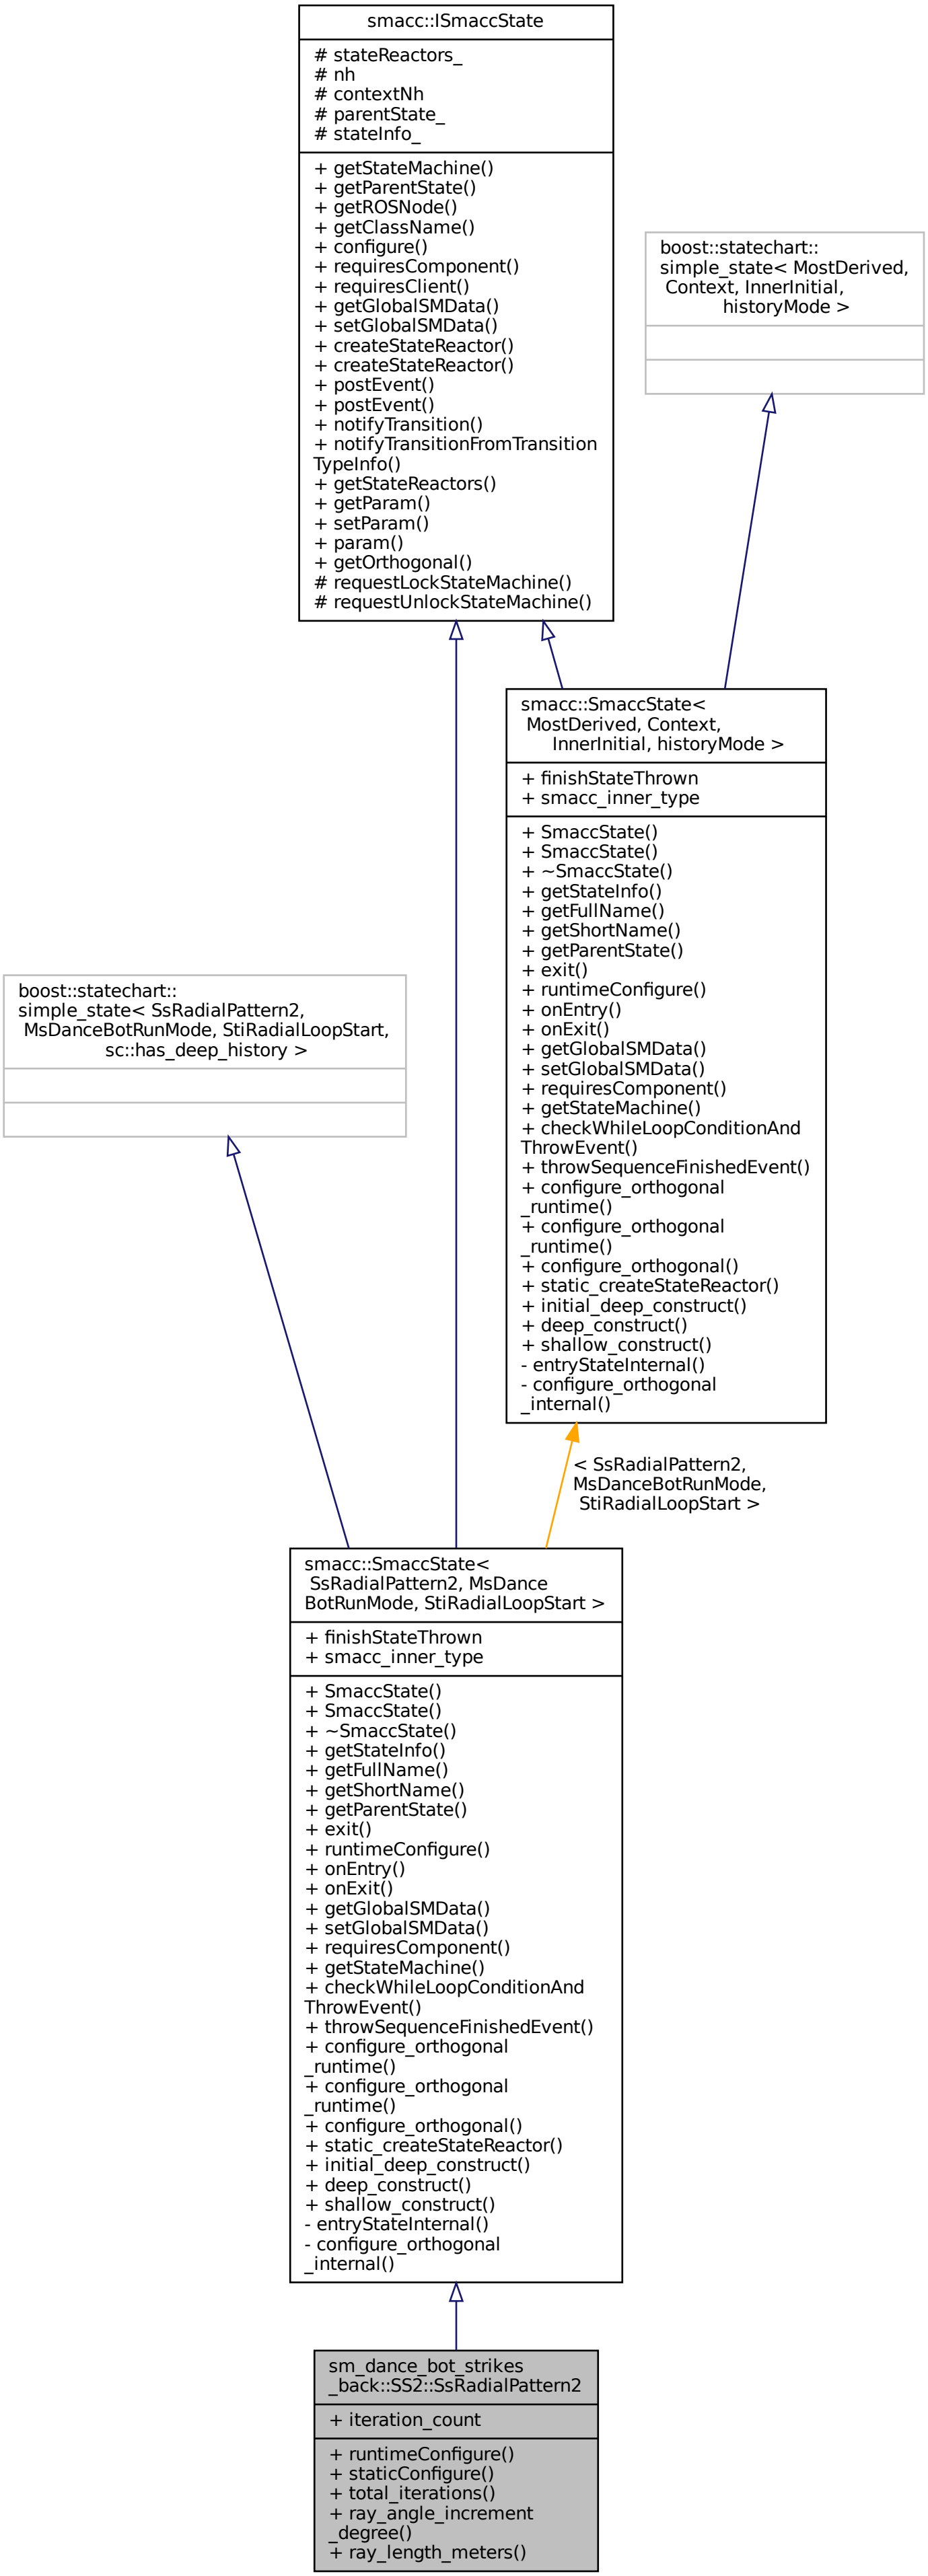 smacc::ISmaccState
# stateReactors_
# nh
# contextNh
# parentState_
# stateInfo_
+ getStateMachine()
+ getParentState()
+ getROSNode()
+ getClassName()
+ configure()
+ requiresComponent()
+ requiresClient()
+ getGlobalSMData()
+ setGlobalSMData()
+ createStateReactor()
+ createStateReactor()
+ postEvent()
+ postEvent()
+ notifyTransition()
+ notifyTransitionFromTransition
TypeInfo()
+ getStateReactors()
+ getParam()
+ setParam()
+ param()
+ getOrthogonal()
# requestLockStateMachine()
# requestUnlockStateMachine()
boost::statechart::
simple_state< MostDerived,
Context, InnerInitial,
historyMode >
smacc::SmaccState<
MostDerived, Context,
InnerInitial, historyMode >
+ finishStateThrown
+ smacc_inner_type
+ SmaccState()
+ SmaccState()
+ ~SmaccState()
+ getStateInfo()
+ getFullName()
+ getShortName()
+ getParentState()
+ exit()
+ runtimeConfigure()
+ onEntry()
+ onExit()
+ getGlobalSMData()
+ setGlobalSMData()
+ requiresComponent()
+ getStateMachine()
+ checkWhileLoopConditionAnd
ThrowEvent()
+ throwSequenceFinishedEvent()
+ configure_orthogonal
_runtime()
+ configure_orthogonal
_runtime()
+ configure_orthogonal()
+ static_createStateReactor()
+ initial_deep_construct()
+ deep_construct()
+ shallow_construct()
- entryStateInternal()
- configure_orthogonal
_internal()
boost::statechart::
simple_state< SsRadialPattern2,
MsDanceBotRunMode, StiRadialLoopStart,
sc::has_deep_history >
< SsRadialPattern2,
MsDanceBotRunMode,
StiRadialLoopStart >
smacc::SmaccState<
SsRadialPattern2, MsDance
BotRunMode, StiRadialLoopStart >
+ finishStateThrown
+ smacc_inner_type
+ SmaccState()
+ SmaccState()
+ ~SmaccState()
+ getStateInfo()
+ getFullName()
+ getShortName()
+ getParentState()
+ exit()
+ runtimeConfigure()
+ onEntry()
+ onExit()
+ getGlobalSMData()
+ setGlobalSMData()
+ requiresComponent()
+ getStateMachine()
+ checkWhileLoopConditionAnd
ThrowEvent()
+ throwSequenceFinishedEvent()
+ configure_orthogonal
_runtime()
+ configure_orthogonal
_runtime()
+ configure_orthogonal()
+ static_createStateReactor()
+ initial_deep_construct()
+ deep_construct()
+ shallow_construct()
- entryStateInternal()
- configure_orthogonal
_internal()
sm_dance_bot_strikes
_back::SS2::SsRadialPattern2
+ iteration_count
+ runtimeConfigure()
+ staticConfigure()
+ total_iterations()
+ ray_angle_increment
_degree()
+ ray_length_meters()